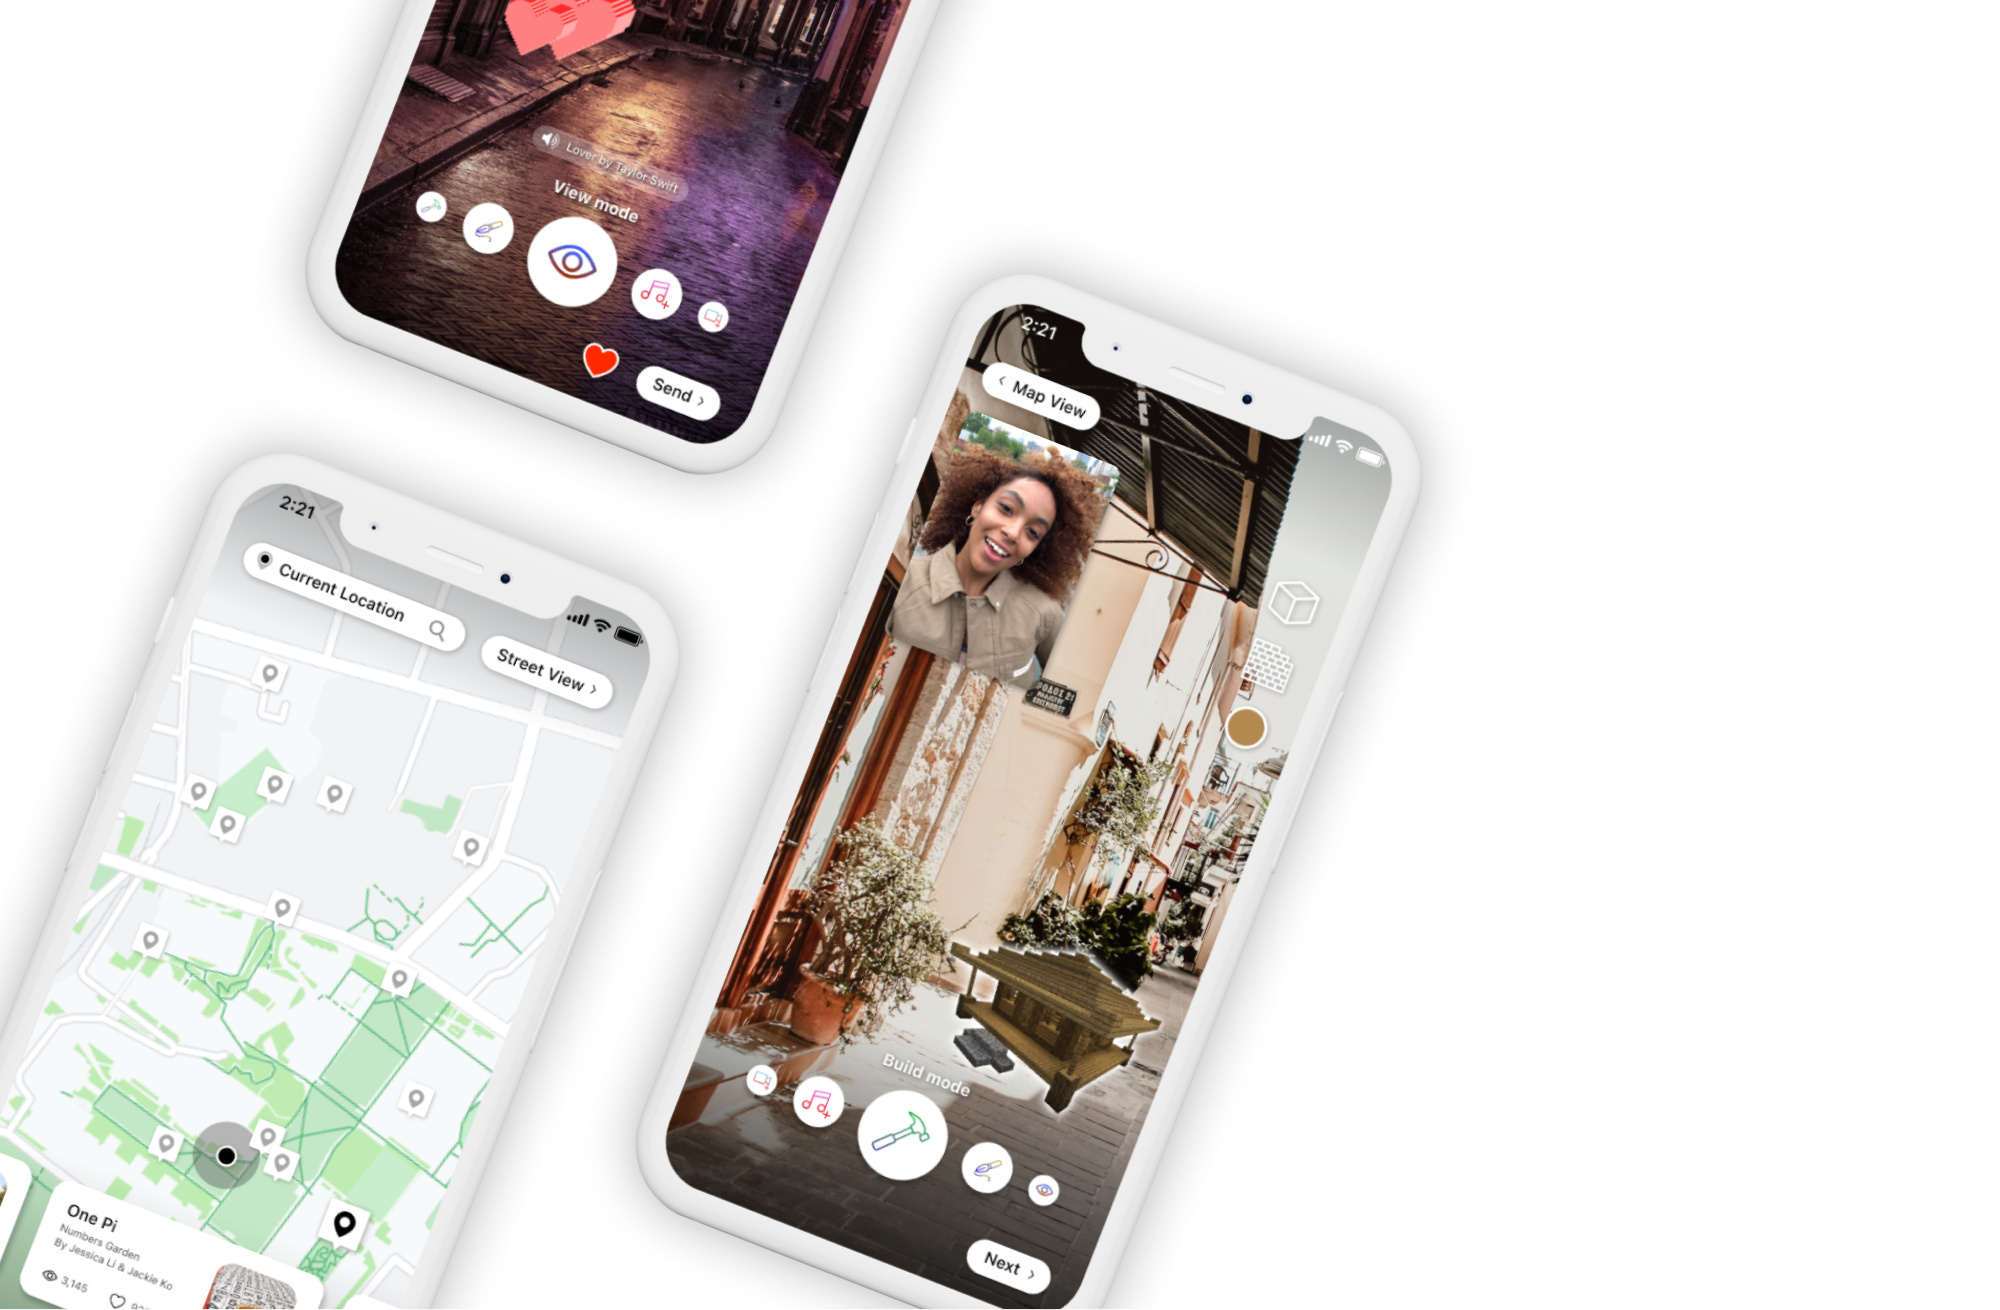 Lover by Taylor Swift
View mode
Send ›
2:21
‹ Map View
Build mode
Next ›
2:21
Current Location
Street View ›
One Pi
Numbers Garden
By Jessica Li & Jackie Ko
3,145